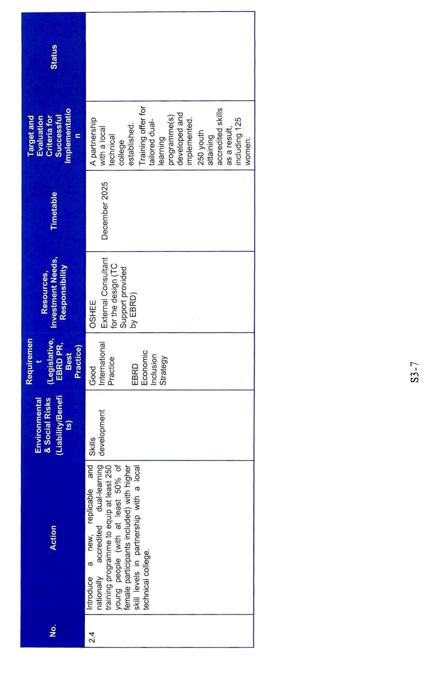 No.
Action
Environmental
& Social Risks
(Liability/Benefi
ts)
Requiremen
t
(Legislative,
EBRD PR,
Best
Practice)
Resources,
Investment Needs,
Responsibility
Timetable
Target and
Evaluation
Criteria for
Successful
Implementatio
n
Status
2.4
Introduce a new, replicable and
nationally accredited dual-learning
training programme to equip at least 250
young people (with at least 50% of
female participants included) with higher
skill levels in partnership with a local
technical college.
Skills
development
Good
International
Practice
EBRD
Economic
Inclusion
Strategy
OSHEE
External Consultant
for the design (TC
Support provided
by EBRD)
December 2025
A partnership
with a local
technical
college
established.
Training offer for
tailored dual-
learning
programme(s)
developed and
implemented.
250 youth
attaining
accredited skills
as a result,
including 125
women.
S3-7